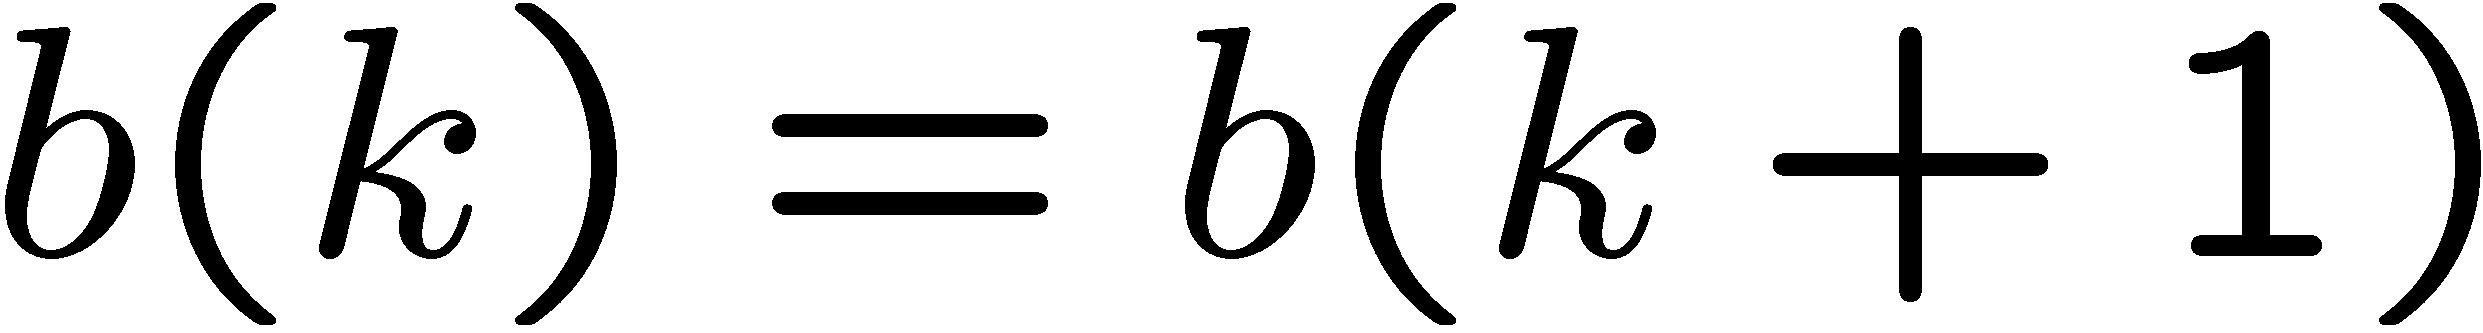 b(k) = b(k + 1)